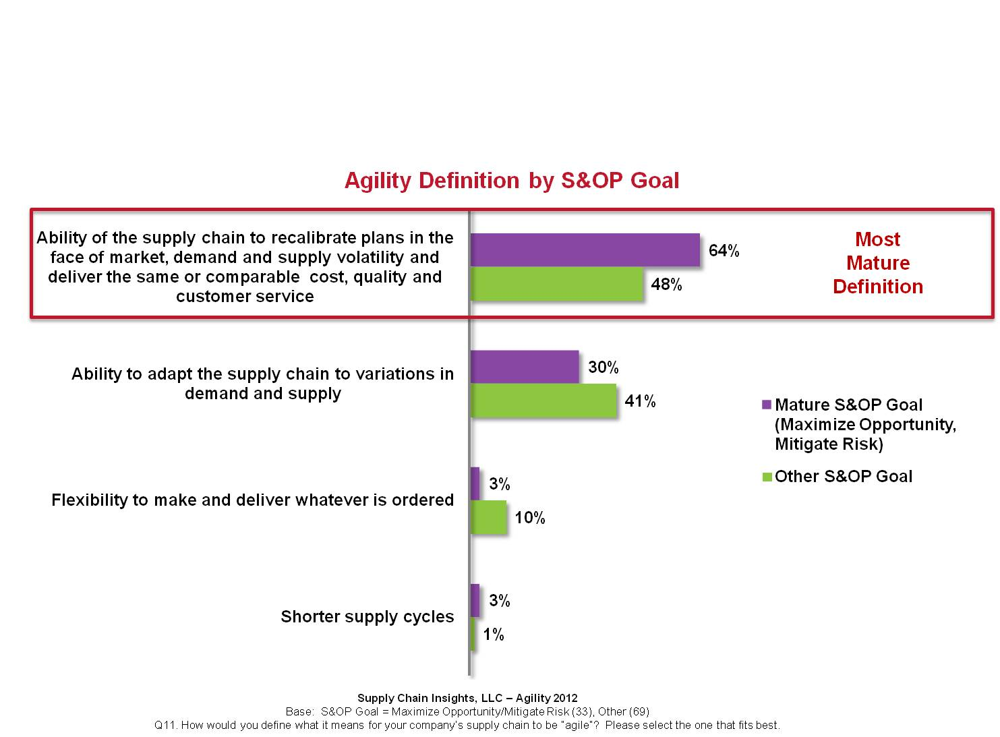 Agility Definition by S&OP Goal
Ability of the supply chain to recalibrate plans in the
face of market, demand and supply volatility and
deliver the same or comparable cost, quality and
customer service
64%
48%
Most
Mature
Definition
Ability to adapt the supply chain to variations in
demand and supply
30%
41%
Mature S&OP Goal
(Maximize Opportunity,
Mitigate Risk)
Other S&OP Goal
Flexibility to make and deliver whatever is ordered
3%
10%
Shorter supply cycles
3%
1%
Supply Chain Insights, LLC – Agility 2012
Base: S&OP Goal = Maximize Opportunity/Mitigate Risk (33), Other (69)
Q11. How would you define what it means for your company's supply chain to be "agile"? Please select the one that fits best.